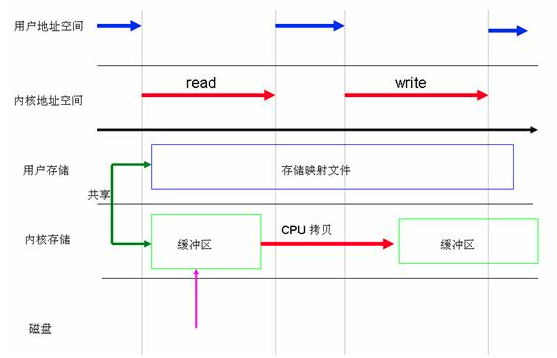 用户地址空间
read
write
内核地址空间
用户存储
存储映射文件
共享
内核存储
缓冲区
CPU 拷贝
缓冲区
磁盘